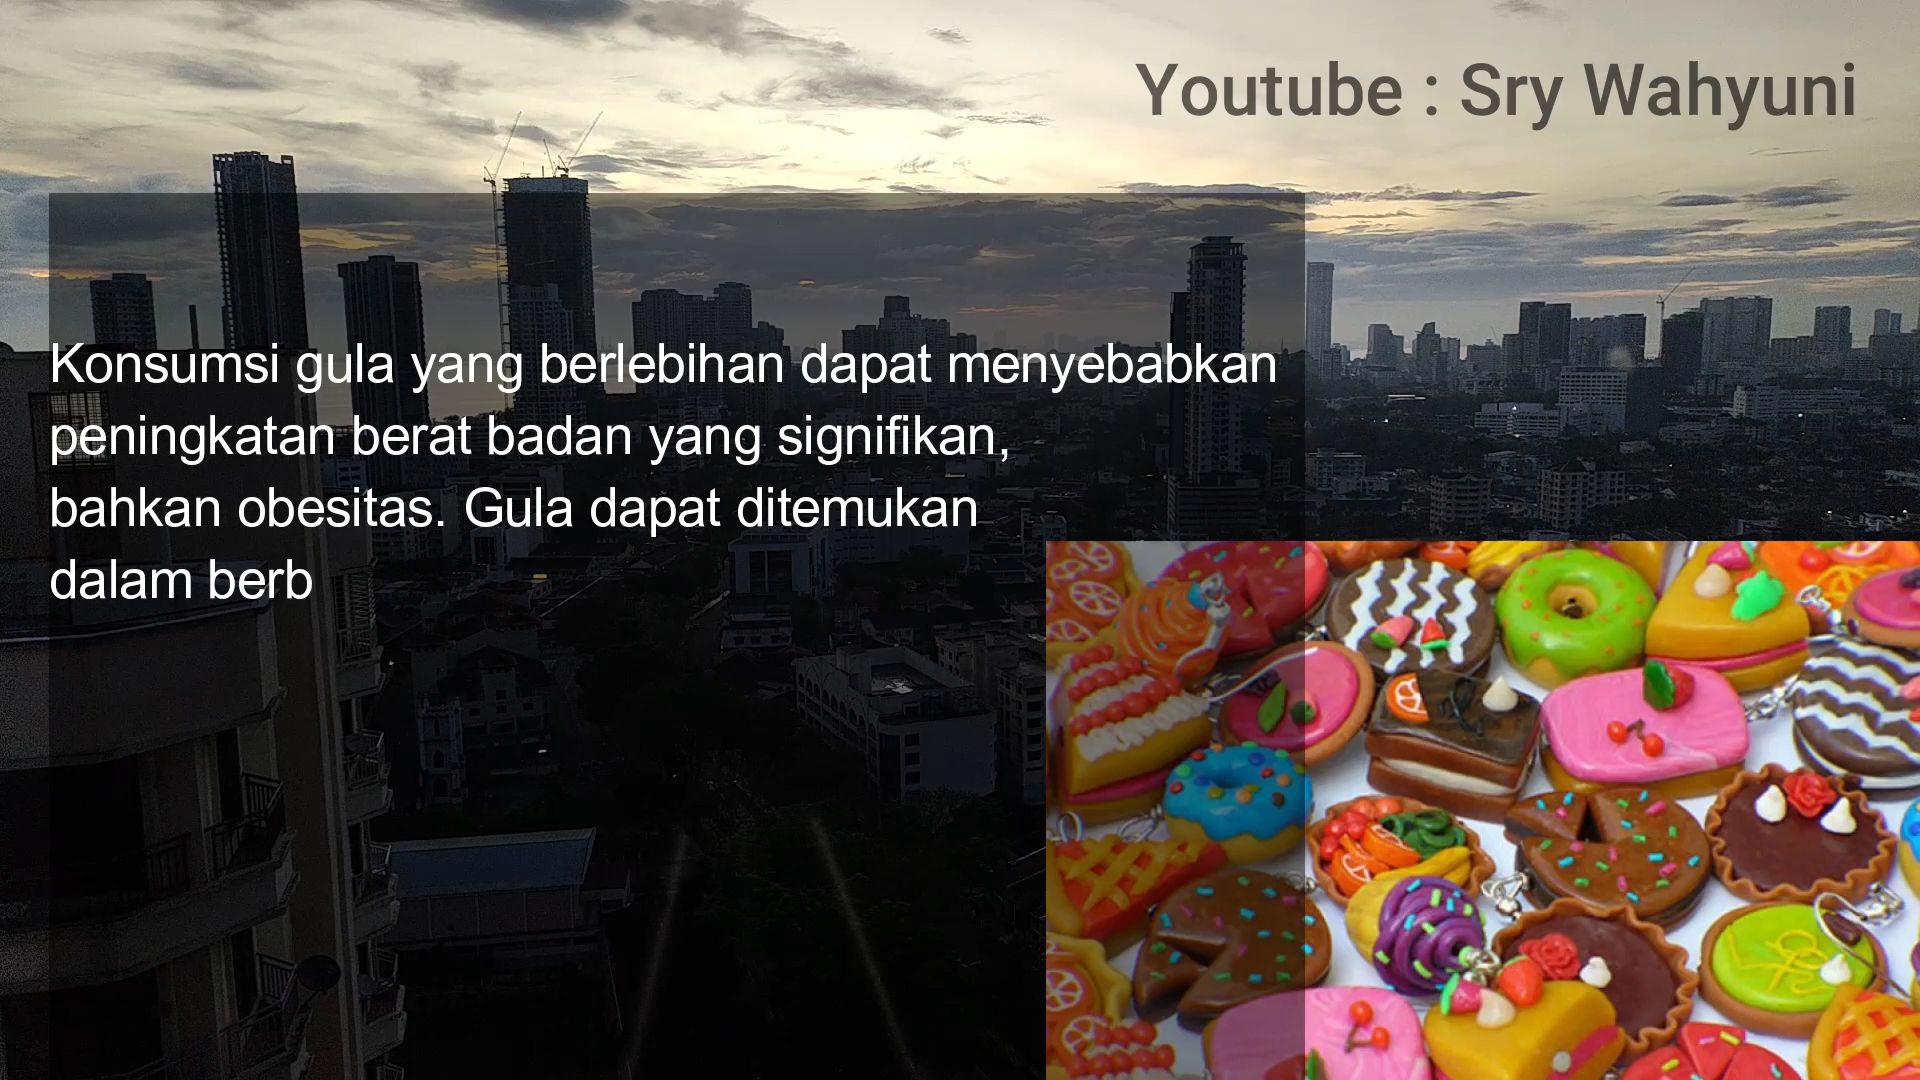 Youtube : Sry Wahyuni
Konsumsi gula yang berlebihan dapat menyebabkan
peningkatan berat badan yang signifikan,
bahkan obesitas. Gula dapat ditemukan
dalam berb